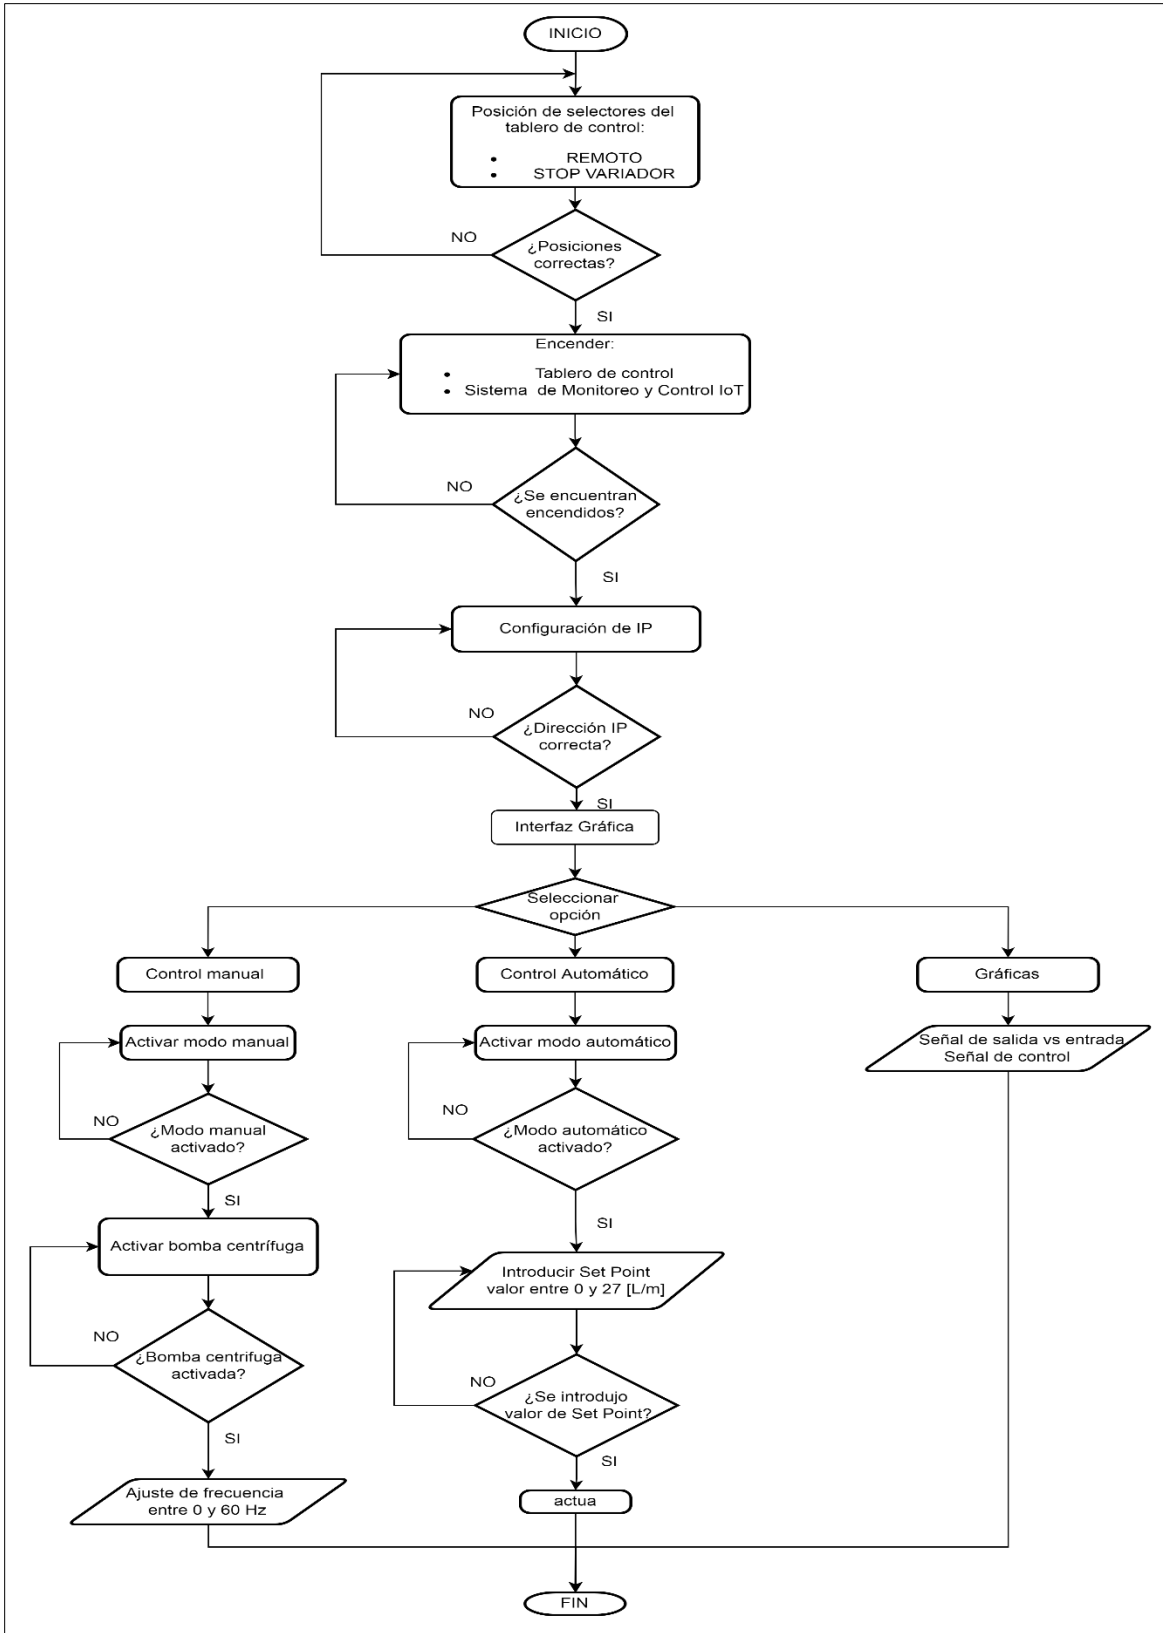 INICIO
Posición de selectores del
tablero de control:
• REMOTO
• STOP VARIADOR
NO
¿Posiciones
correctas?
SI
Encender:
• Tablero de control
• Sistema de Monitoreo y Control IoT
NO
¿Se encuentran
encendidos?
SI
Configuración de IP
NO
¿Dirección IP
correcta?
SI
Interfaz Gráfica
Seleccionar
opción
Control manual
Activar modo manual
NO
¿Modo manual
activado?
SI
Activar bomba centrífuga
NO
¿Bomba centrifuga
activada?
SI
Ajuste de frecuencia
entre 0 y 60 Hz
Control Automático
Activar modo automático
NO
¿Modo automático
activado?
SI
Introducir Set Point
valor entre 0 y 27 [L/m]
NO
¿Se introdujo
valor de Set Point?
SI
actua
Gráficas
Señal de salida vs entrada
Señal de control
FIN